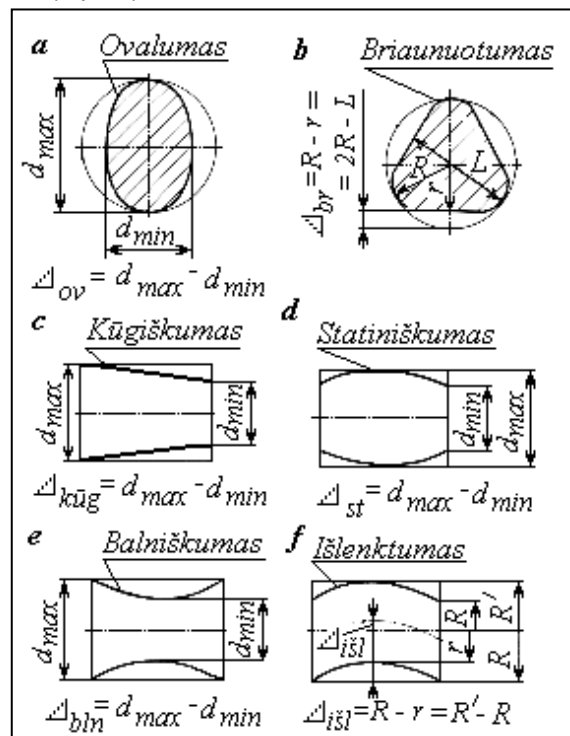 a Ovalumas
d max
d min
⊿ov = d max - d min
b Briaunuotumas
⊿br = R - r =
= 2R - L
R
r
L
c Kūgiškumas
d max
d min
⊿kūg = d max - d min
d Statiniškumas
d min
d max
⊿st = d max - d min
e Balniškumas
d max
d min
⊿bln = d max - d min
f Išlenktumas
⊿išl
R
r
R'
R
⊿išl = R - r = R' - R